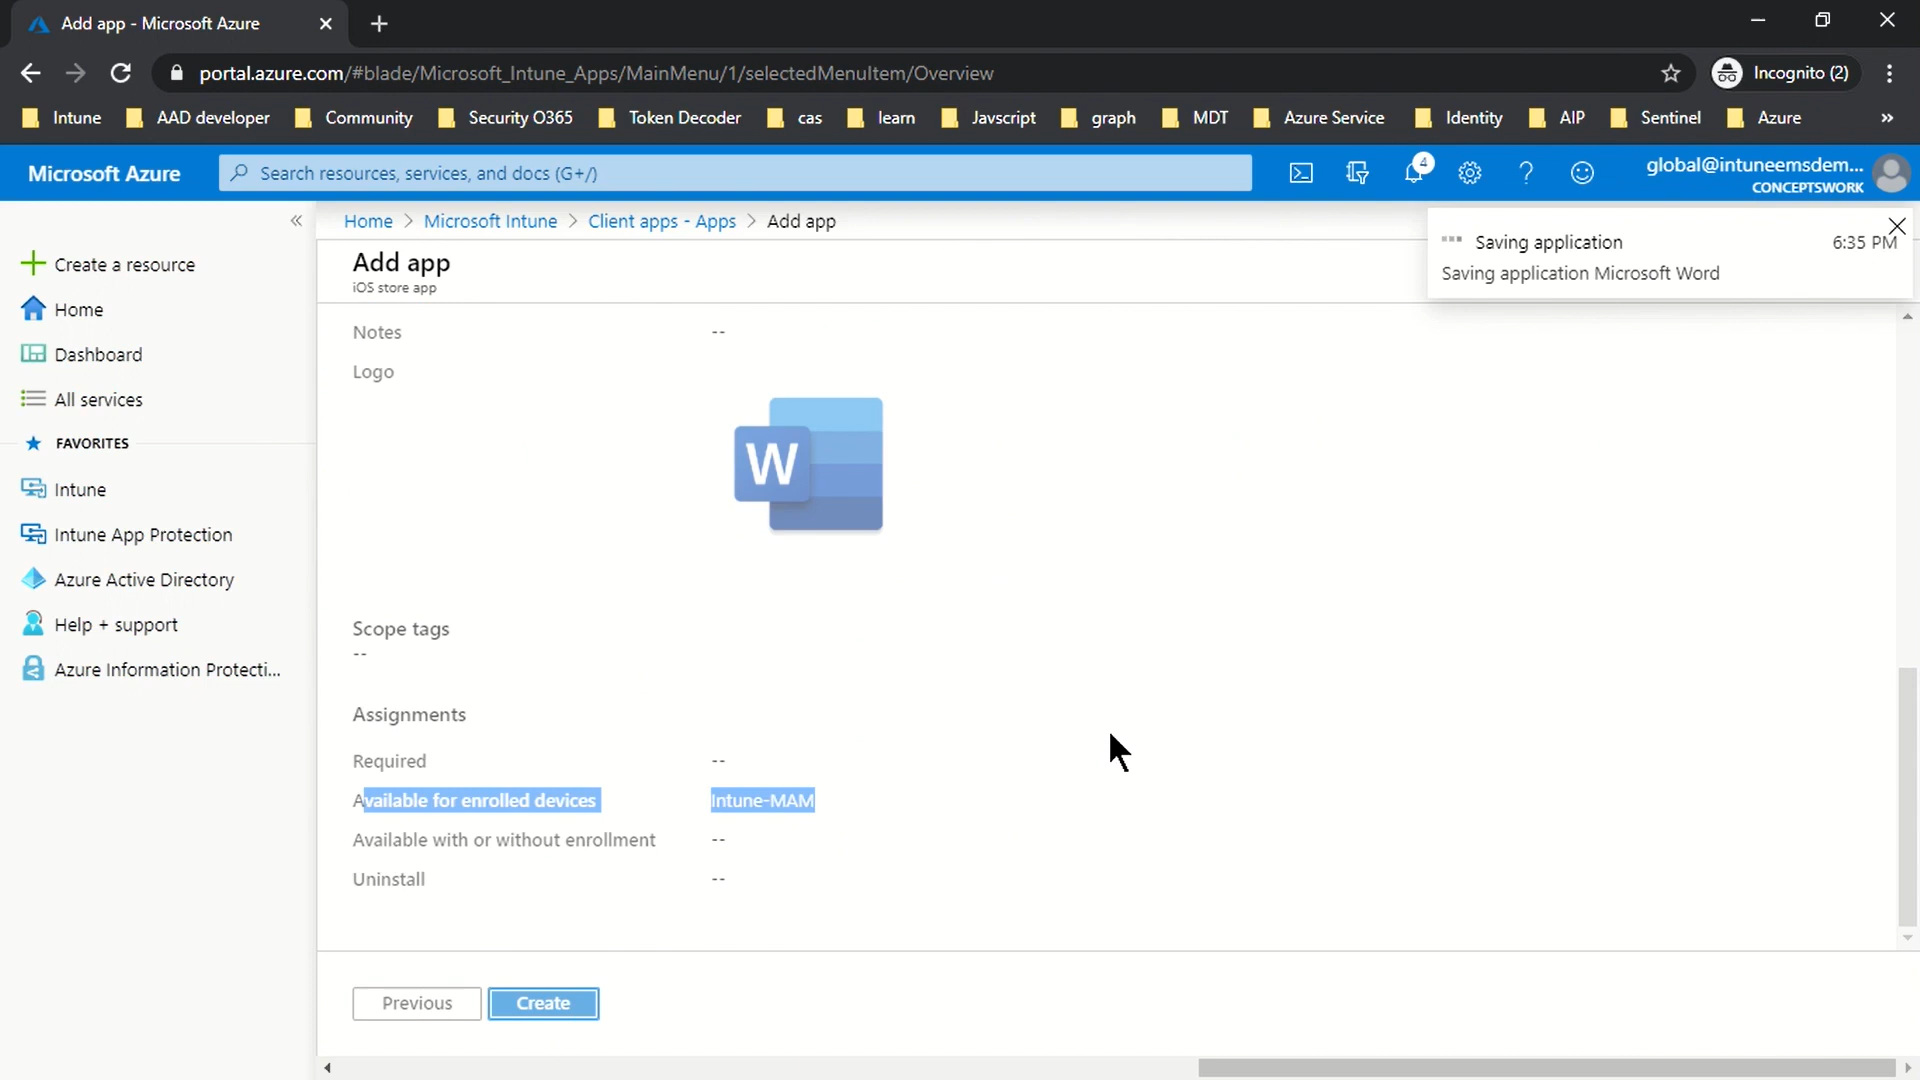 Add app - Microsoft Azure
portal.azure.com/#blade/Microsoft_Intune_Apps/MainMenu/1/selectedMenuItem/Overview
Incognito (2)
Intune AAD developer Community Security O365 Token Decoder cas learn Javscript graph MDT Azure Service Identity AIP Sentinel Azure »
Microsoft Azure
Search resources, services, and docs (G+/)
4
global@intuneemsdem...
CONCEPTSWORK
«
Home > Microsoft Intune > Client apps - Apps > Add app
Saving application 6:35 PM
Saving application Microsoft Word
Create a resource
Home
Dashboard
All services
FAVORITES
Intune
Intune App Protection
Azure Active Directory
Help + support
Azure Information Protecti...
Add app
iOS store app
Notes --
Logo
W
Scope tags
--
Assignments
Required --
Available for enrolled devices Intune-MAM
Available with or without enrollment --
Uninstall --
Previous Create